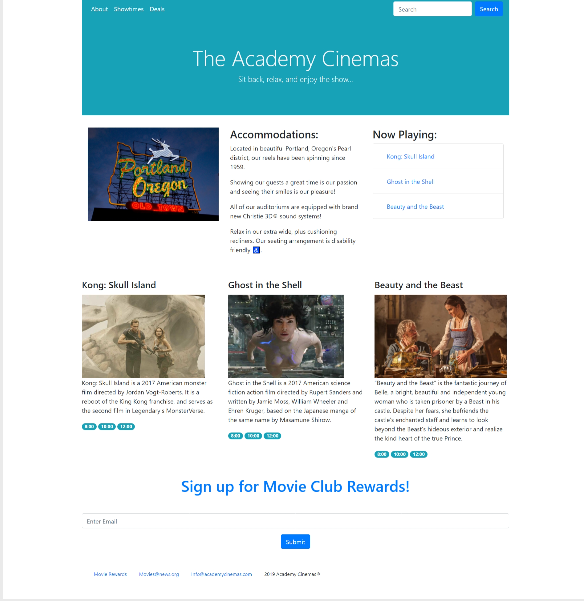 About Showtimes Deals
Search
Search
The Academy Cinemas
Sit back, relax, and enjoy the show...
Portland
Oregon
OLD TOWN
Accommodations:
Located in beautiful Portland, Oregon's Pearl
district, our reels have been spinning since
1959.
Showing our guests a great time is our passion
and seeing their smiles is our pleasure!
All of our auditoriums are equipped with brand
new Christie 3D® sound systems!
Relax in our extra wide, plus cushioning
recliners. Our seating arrangement is disability
friendly ♿
Now Playing:
Kong: Skull Island
Ghost in the Shell
Beauty and the Beast
Kong: Skull Island
Kong: Skull Island is a 2017 American monster
film directed by Jordan Vogt-Roberts. It is a
reboot of the King Kong franchise, and serves as
the second film in Legendary's MonsterVerse.
8:00 10:00 12:00
Ghost in the Shell
Ghost in the Shell is a 2017 American science
fiction action film directed by Rupert Sanders and
written by Jamie Moss, William Wheeler and
Ehren Kruger, based on the Japanese manga of
the same name by Masamune Shirow.
8:00 10:00 12:00
Beauty and the Beast
"Beauty and the Beast" is the fantastic journey of
Belle, a bright, beautiful, and independent young
woman who is taken prisoner by a Beast in his
castle. Despite her fears, she befriends the
castle's enchanted staff and learns to look
beyond the Beast's hideous exterior and realize
the kind heart of the true Prince.
8:00 10:00 12:00
Sign up for Movie Club Rewards!
Enter Email
Submit
Movie Rewards Movies@news.org info@academycinemas.com 2019 Academy Cinemas®